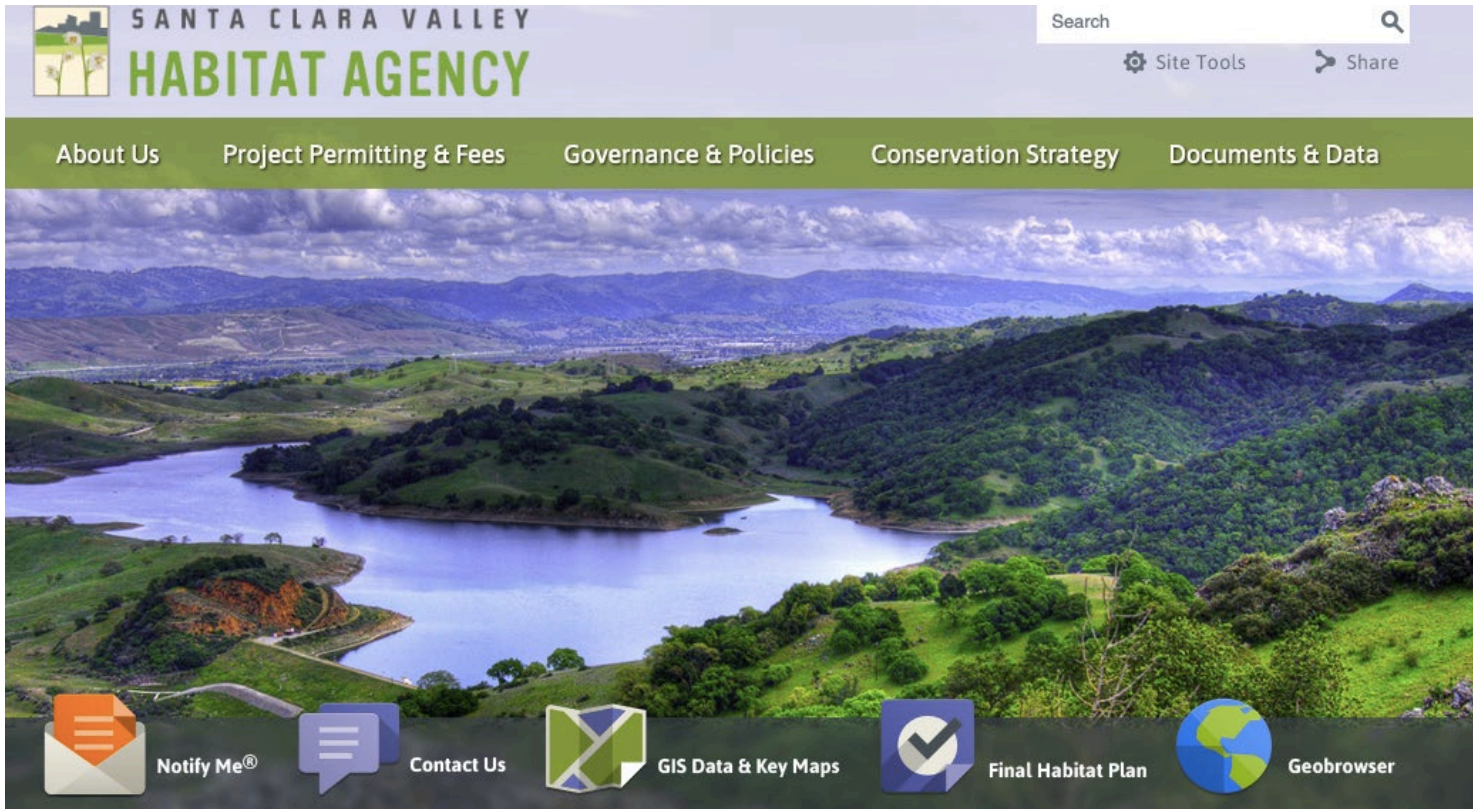 SANTA CLARA VALLEY
HABITAT AGENCY
Search
Site Tools
Share
About Us
Project Permitting & Fees
Governance & Policies
Conservation Strategy
Documents & Data
Notify Me®
Contact Us
GIS Data & Key Maps
Final Habitat Plan
Geobrowser